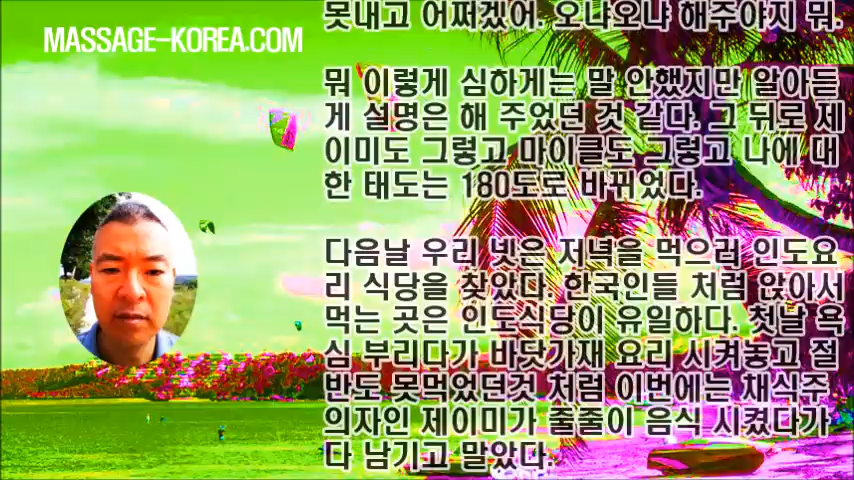 MASSAGE-KOREA.COM
못내고 어쩌겠어. 오냐오냐 해주야지 뭐.
뭐 이렇게 심하게는 말 안했지만 알아듣
게 설명은 해 주었던 것 같다. 그 뒤로 제
이미도 그렇고 마이클도 그렇고 나에 대
한 태도는 180도로 바뀌었다.
다음날 우리 넷은 저녁을 먹으러 인도요
리 식당을 찾았다. 한국인들 처럼 앉아서
먹는 곳은 인도식당이 유일하다. 첫날 욕
심 부리다가 바닷가재 요리 시켜놓고 절
반도 못먹었던것 처럼 이번에는 채식주
의자인 제이미가 줄줄이 음식 시켰다가
다 남기고 말았다.